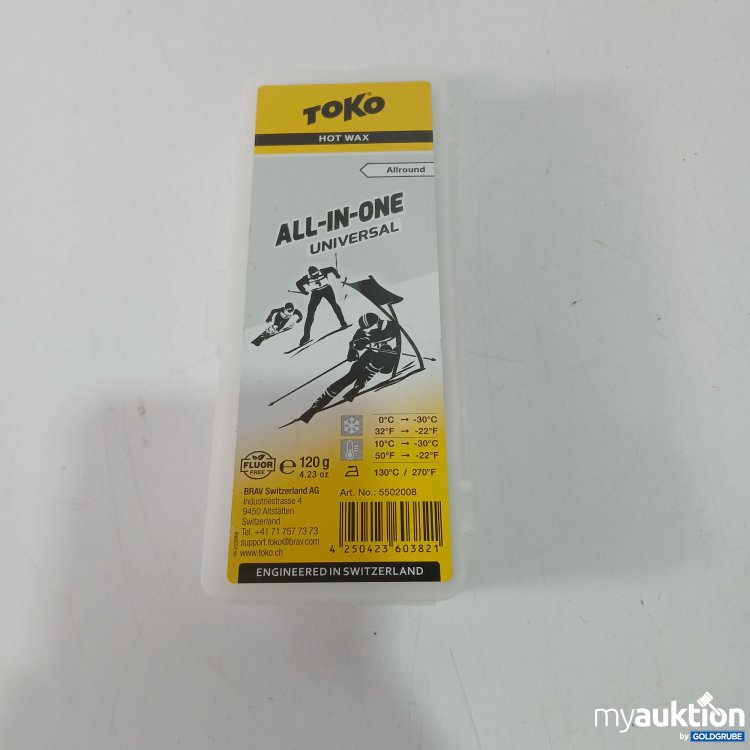 TOKO
HOT WAX
Allround
ALL-IN-ONE
UNIVERSAL
0°C → -30°C
32°F → -22°F
10°C → -30°C
50°F → -22°F
130°C / 270°F
FLUOR
FREE
e 120 g
4.23 oz
BRAV Switzerland AG
Industriestrasse 4
9450 Altstätten
Switzerland
Tel. +41 71 757 73 73
support.toko@brav.com
www.toko.ch
Art. No.: 5502008
4 250423 603821
ENGINEERED IN SWITZERLAND
myauktion
by GOLDGRUBE